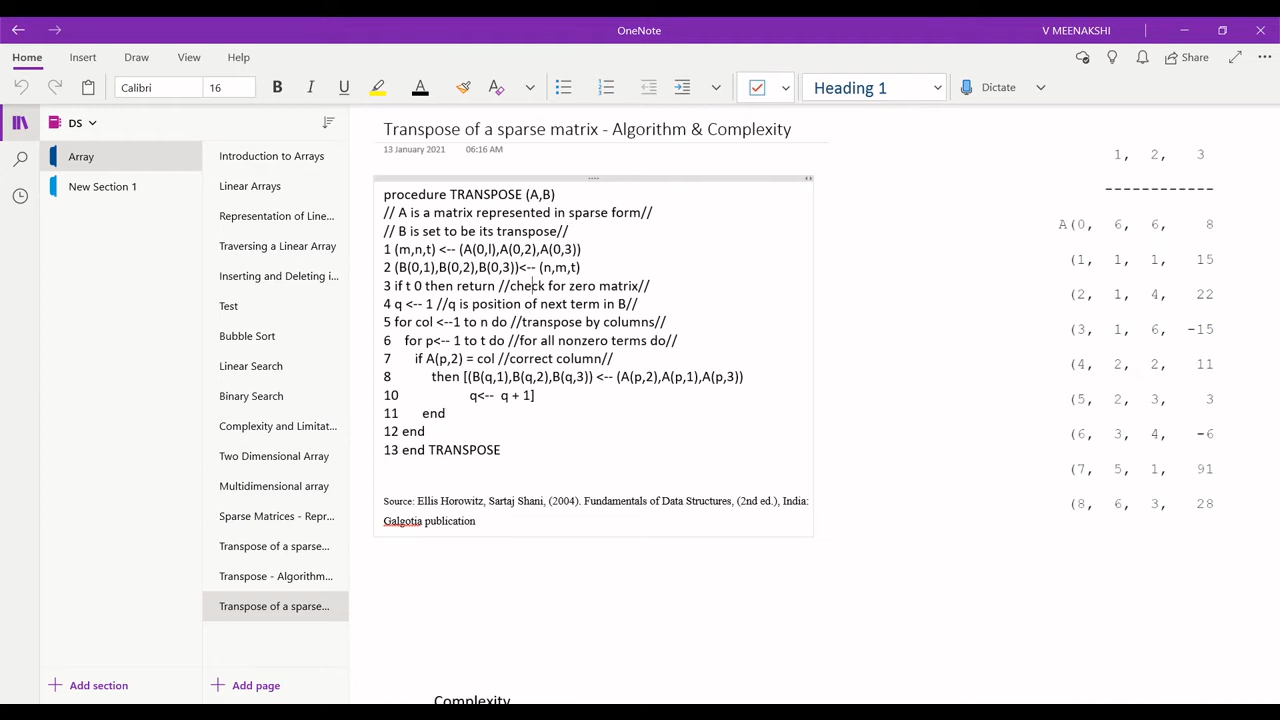 OneNote
V MEENAKSHI
Home
Insert
Draw
View
Help
Share
Calibri
16
B
I
U
A
A
Heading 1
Dictate
DS
Array
New Section 1
Introduction to Arrays
Linear Arrays
Representation of Line...
Traversing a Linear Array
Inserting and Deleting i...
Test
Bubble Sort
Linear Search
Binary Search
Complexity and Limitat...
Two Dimensional Array
Multidimensional array
Sparse Matrices - Repr...
Transpose of a sparse...
Transpose - Algorithm...
Transpose of a sparse...
Add section
Add page
Transpose of a sparse matrix - Algorithm & Complexity
13 January 2021 06:16 AM
procedure TRANSPOSE (A,B)
// A is a matrix represented in sparse form//
// B is set to be its transpose//
1 (m,n,t) <-- (A(0,l),A(0,2),A(0,3))
2 (B(0,1),B(0,2),B(0,3))<-- (n,m,t)
3 if t 0 then return //check for zero matrix//
4 q <-- 1 //q is position of next term in B//
5 for col <--1 to n do //transpose by columns//
6 for p<-- 1 to t do //for all nonzero terms do//
7 if A(p,2) = col //correct column//
8 then [(B(q,1),B(q,2),B(q,3)) <-- (A(p,2),A(p,1),A(p,3))
10 q<-- q + 1]
11 end
12 end
13 end TRANSPOSE
Source: Ellis Horowitz, Sartaj Shani, (2004). Fundamentals of Data Structures, (2nd ed.), India:
Galgotia publication
1, 2, 3
------------
A(0, 6, 6, 8
(1, 1, 1, 15
(2, 1, 4, 22
(3, 1, 6, -15
(4, 2, 2, 11
(5, 2, 3, 3
(6, 3, 4, -6
(7, 5, 1, 91
(8, 6, 3, 28
Complexity